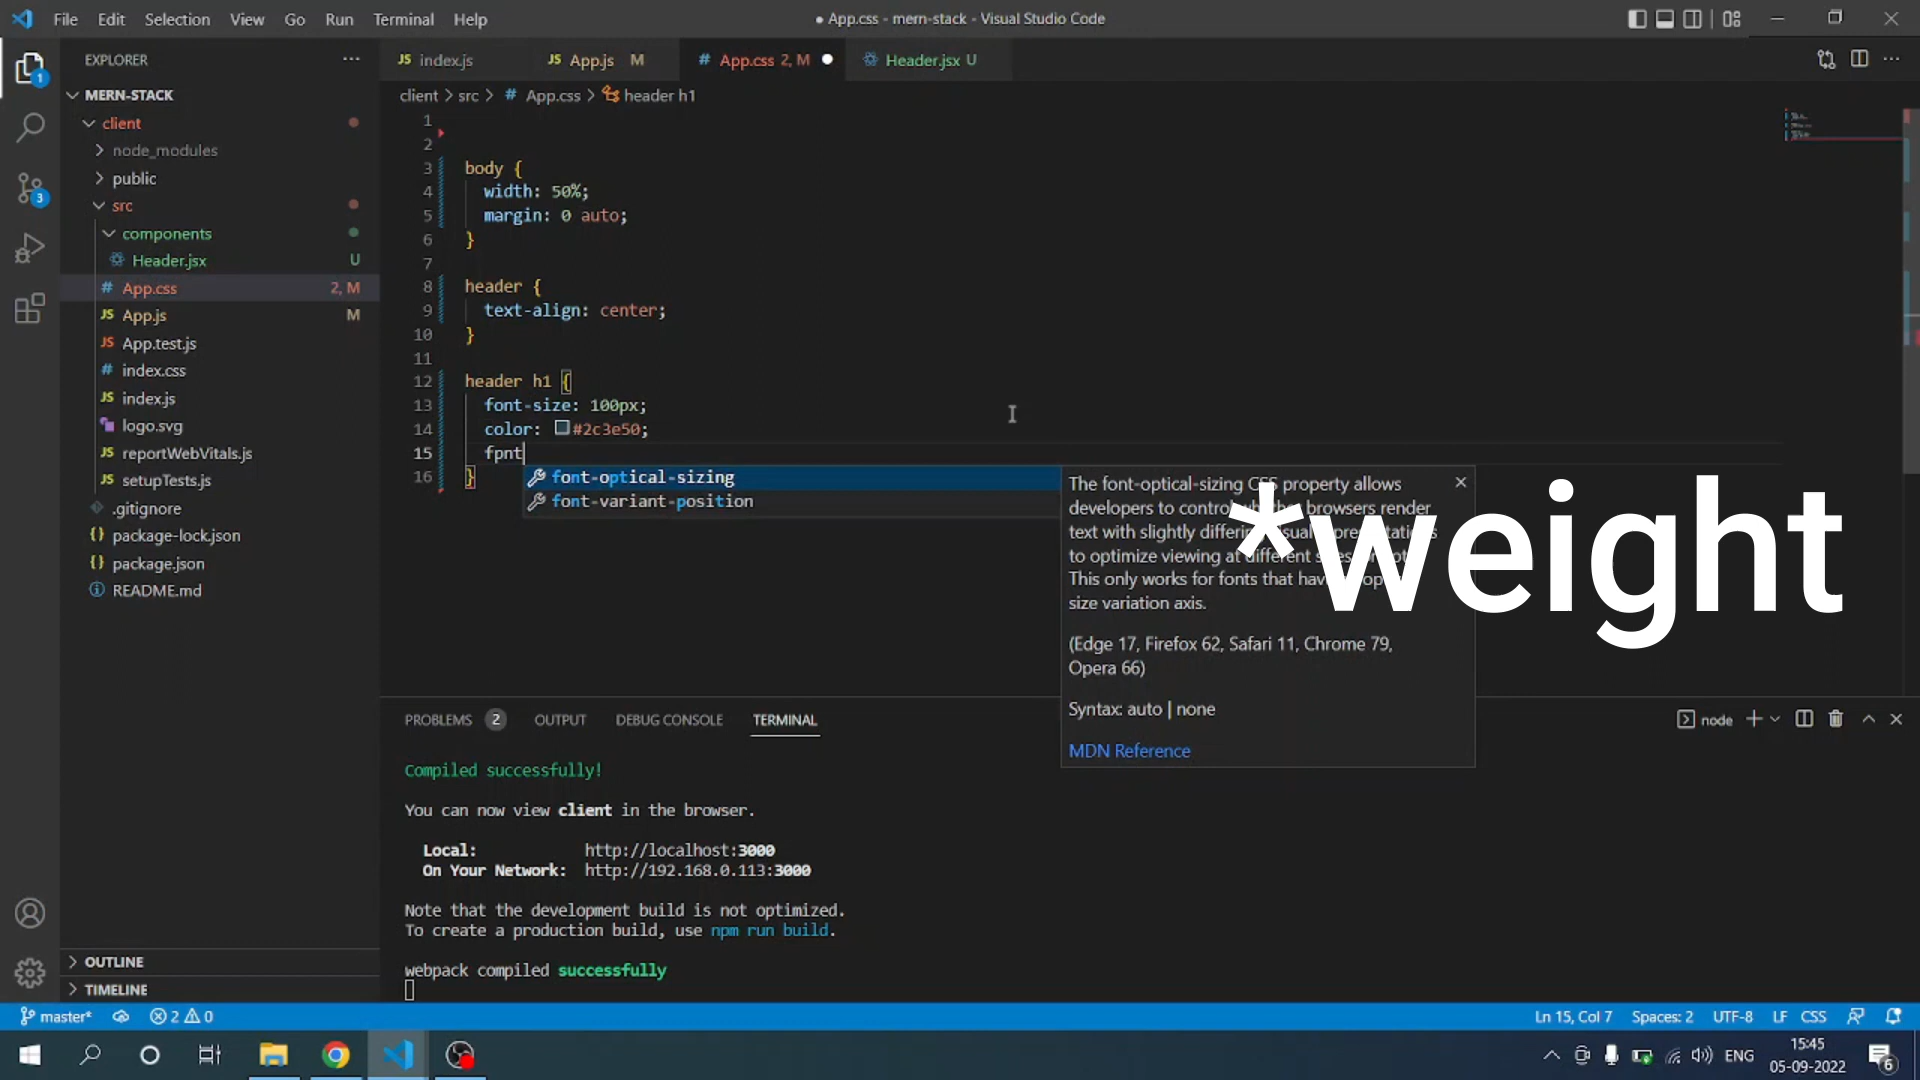 File Edit Selection View Go Run Terminal Help
● App.css - mern-stack - Visual Studio Code
EXPLORER
MERN-STACK
client
node_modules
public
src
components
Header.jsx U
# App.css 2, M
JS App.js M
JS App.test.js
# index.css
JS index.js
logo.svg
JS reportWebVitals.js
JS setupTests.js
.gitignore
{} package-lock.json
{} package.json
README.md
OUTLINE
TIMELINE
JS index.js
JS App.js M
# App.css 2, M
Header.jsx U
client > src > # App.css > header h1
1
2
3 body {
4 width: 50%;
5 margin: 0 auto;
6 }
7
8 header {
9 text-align: center;
10 }
11
12 header h1 {
13 font-size: 100px;
14 color: #2c3e50;
15 fpnt
16 }
font-optical-sizing
font-variant-position
The font-optical-sizing CSS property allows
developers to control browsers render
text with slightly
to optimize viewing at different
This only works for fonts that have
size variation axis.
(Edge 17, Firefox 62, Safari 11, Chrome 79,
Opera 66)
Syntax: auto | none
MDN Reference
*weight
PROBLEMS 2 OUTPUT DEBUG CONSOLE TERMINAL
node
Compiled successfully!
You can now view client in the browser.
Local: http://localhost:3000
On Your Network: http://192.168.0.113:3000
Note that the development build is not optimized.
To create a production build, use npm run build.
webpack compiled successfully
master* 2 0
Ln 15, Col 7 Spaces: 2 UTF-8 LF CSS
ENG
15:45
05-09-2022
6
1
3